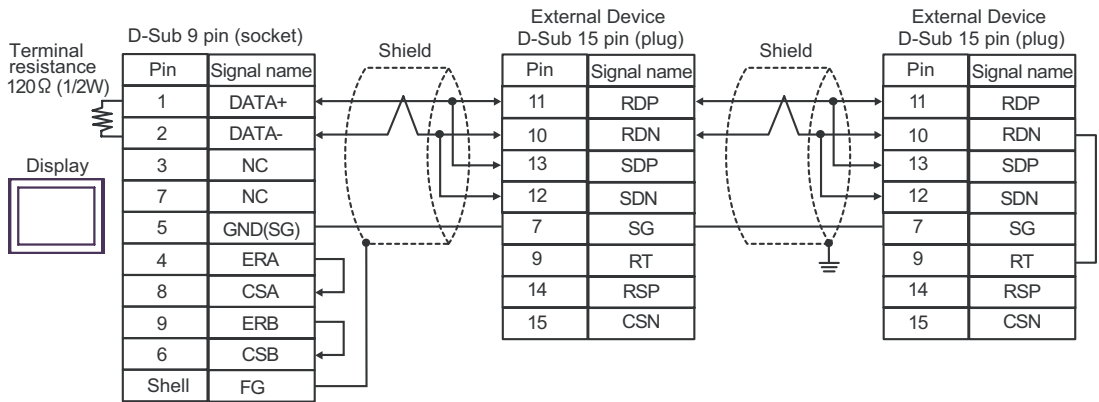 Terminal
resistance
120Ω (1/2W)
Display
D-Sub 9 pin (socket)
Pin Signal name
1 DATA+
2 DATA-
3 NC
7 NC
5 GND(SG)
4 ERA
8 CSA
9 ERB
6 CSB
Shell FG
Shield
External Device
D-Sub 15 pin (plug)
Pin Signal name
11 RDP
10 RDN
13 SDP
12 SDN
7 SG
9 RT
14 RSP
15 CSN
Shield
External Device
D-Sub 15 pin (plug)
Pin Signal name
11 RDP
10 RDN
13 SDP
12 SDN
7 SG
9 RT
14 RSP
15 CSN